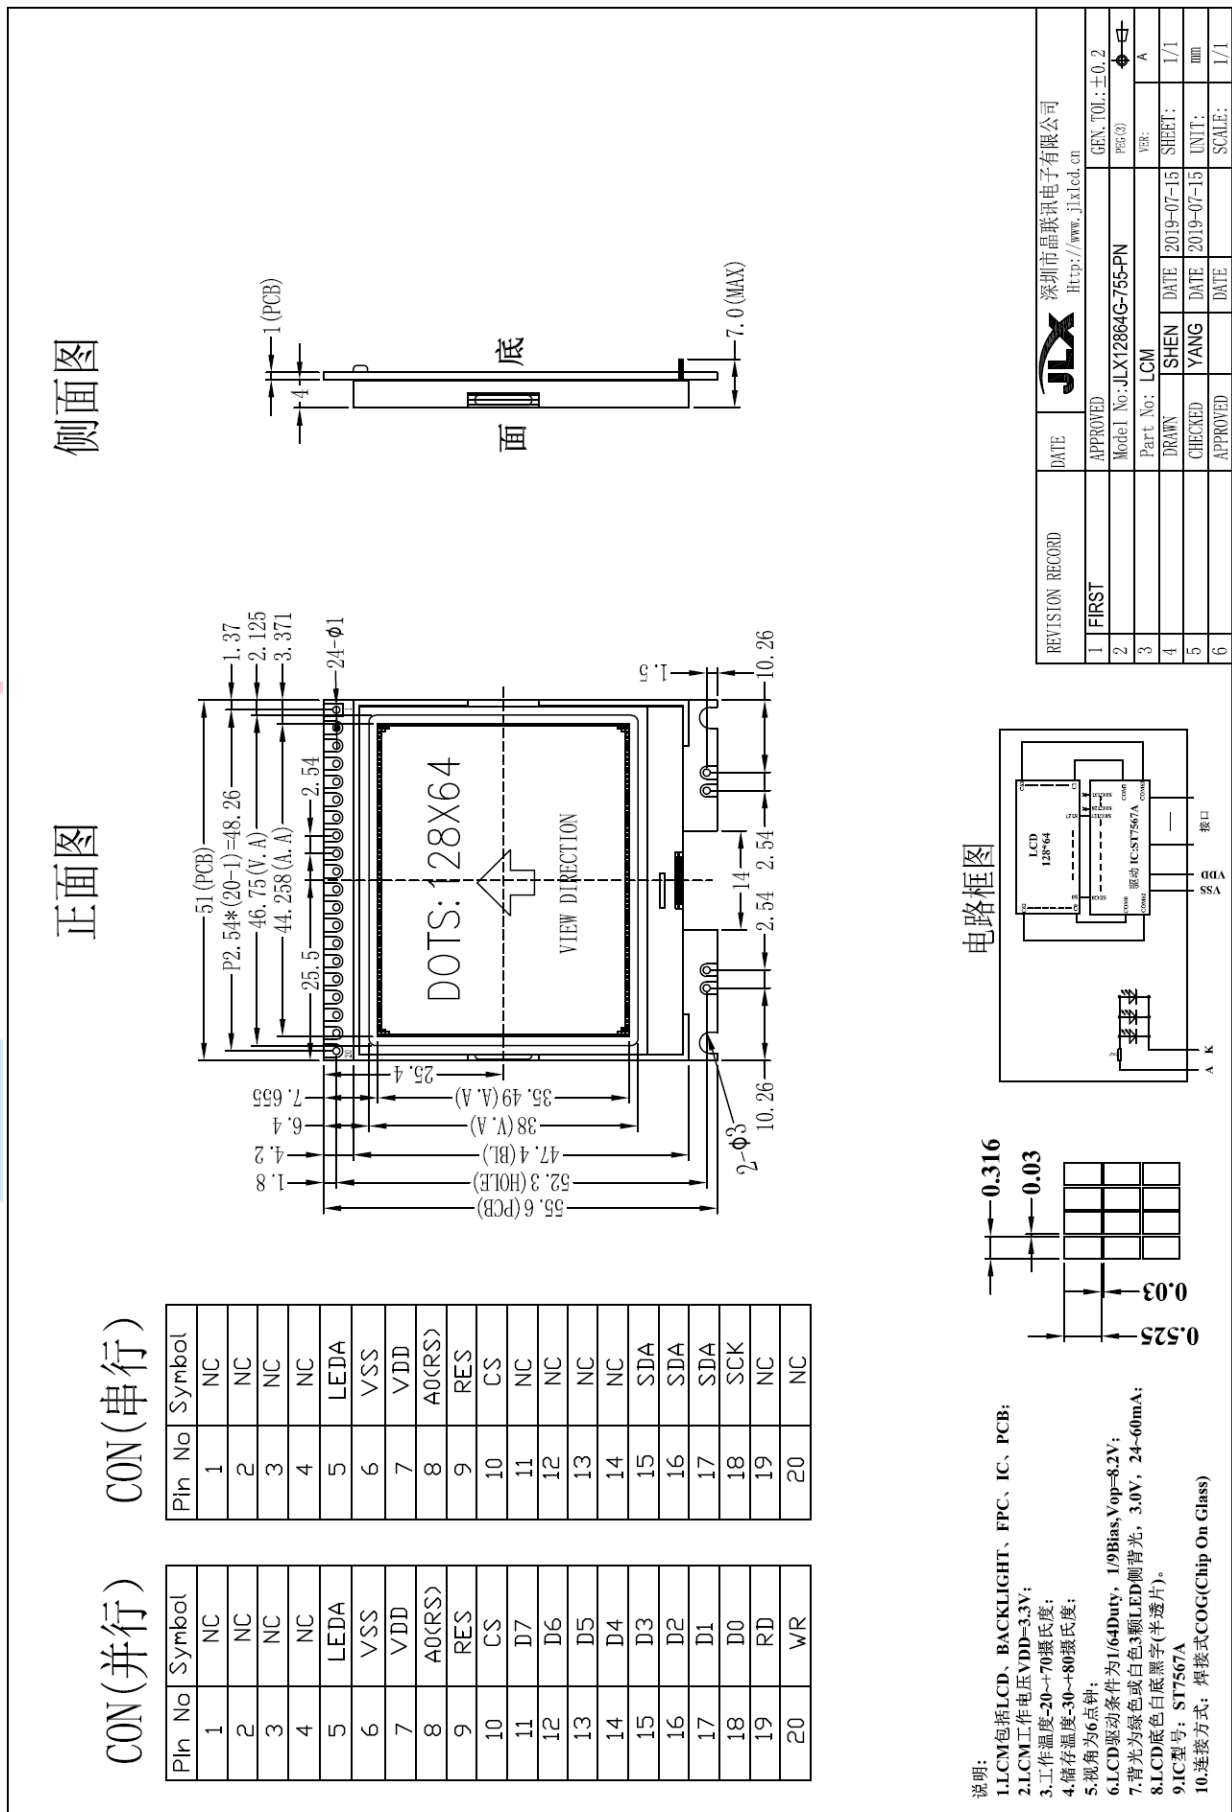 CON(并行)
PIn No Symbol
1 NC
2 NC
3 NC
4 NC
5 LEDA
6 VSS
7 VDD
8 A0(RS)
9 RES
10 CS
11 D7
12 D6
13 D5
14 D4
15 D3
16 D2
17 D1
18 D0
19 RD
20 WR
CON(串行)
Pin No Symbol
1 NC
2 NC
3 NC
4 NC
5 LEDA
6 VSS
7 VDD
8 A0(RS)
9 RES
10 CS
11 NC
12 NC
13 NC
14 NC
15 SDA
16 SDA
17 SDA
18 SCK
19 NC
20 NC
正面图
51(PCB)
P2.54*(20-1)=48.26
46.75(V.A)
44.258(A.A)
25.5
2.54
1.37
2.125
3.371
24-ϕ1
20
1
DOTS:128X64
VIEW DIRECTION
25.4
7.655
35.49(A.A)
6.4
38(V.A)
4.2
47.4(BL)
1.8
52.3(HOLE)
55.6(PCB)
2-ϕ3
1.5
14
10.26
2.54
2.54
10.26
侧面图
1(PCB)
4
面
底
7.0(MAX)
说明:
1.LCM包括LCD、BACKLIGHT、FPC、IC、PCB;
2.LCM工作电压VDD=3.3V;
3.工作温度-20~+70摄氏度;
4.储存温度-30~+80摄氏度;
5.视角为6点钟;
6.LCD驱动条件为1/64Duty, 1/9Bias,Vop=8.2V;
7.背光为绿色或白色3颗LED侧背光, 3.0V, 24~60mA;
8.LCD底色白底黑字(半透片)。
9.IC型号: ST7567A
10.连接方式: 焊接式COG(Chip On Glass)
0.316
0.03
0.03
0.525
电路框图
LCD
128*64
驱动 IC:ST7567A
A
K
VSS
VDD
接口
REVISION RECORD DATE
1 FIRST
2
3
4
5
6
JLX 深圳市晶联讯电子有限公司
Http://www.jlxlcd.cn
APPROVED GEN.TOL:±0.2
Model No:JLX12864G-755-PN PEG(3)
Part No: LCM VER: A
DRAWN SHEN DATE 2019-07-15 SHEET: 1/1
CHECKED YANG DATE 2019-07-15 UNIT: mm
APPROVED DATE SCALE: 1/1